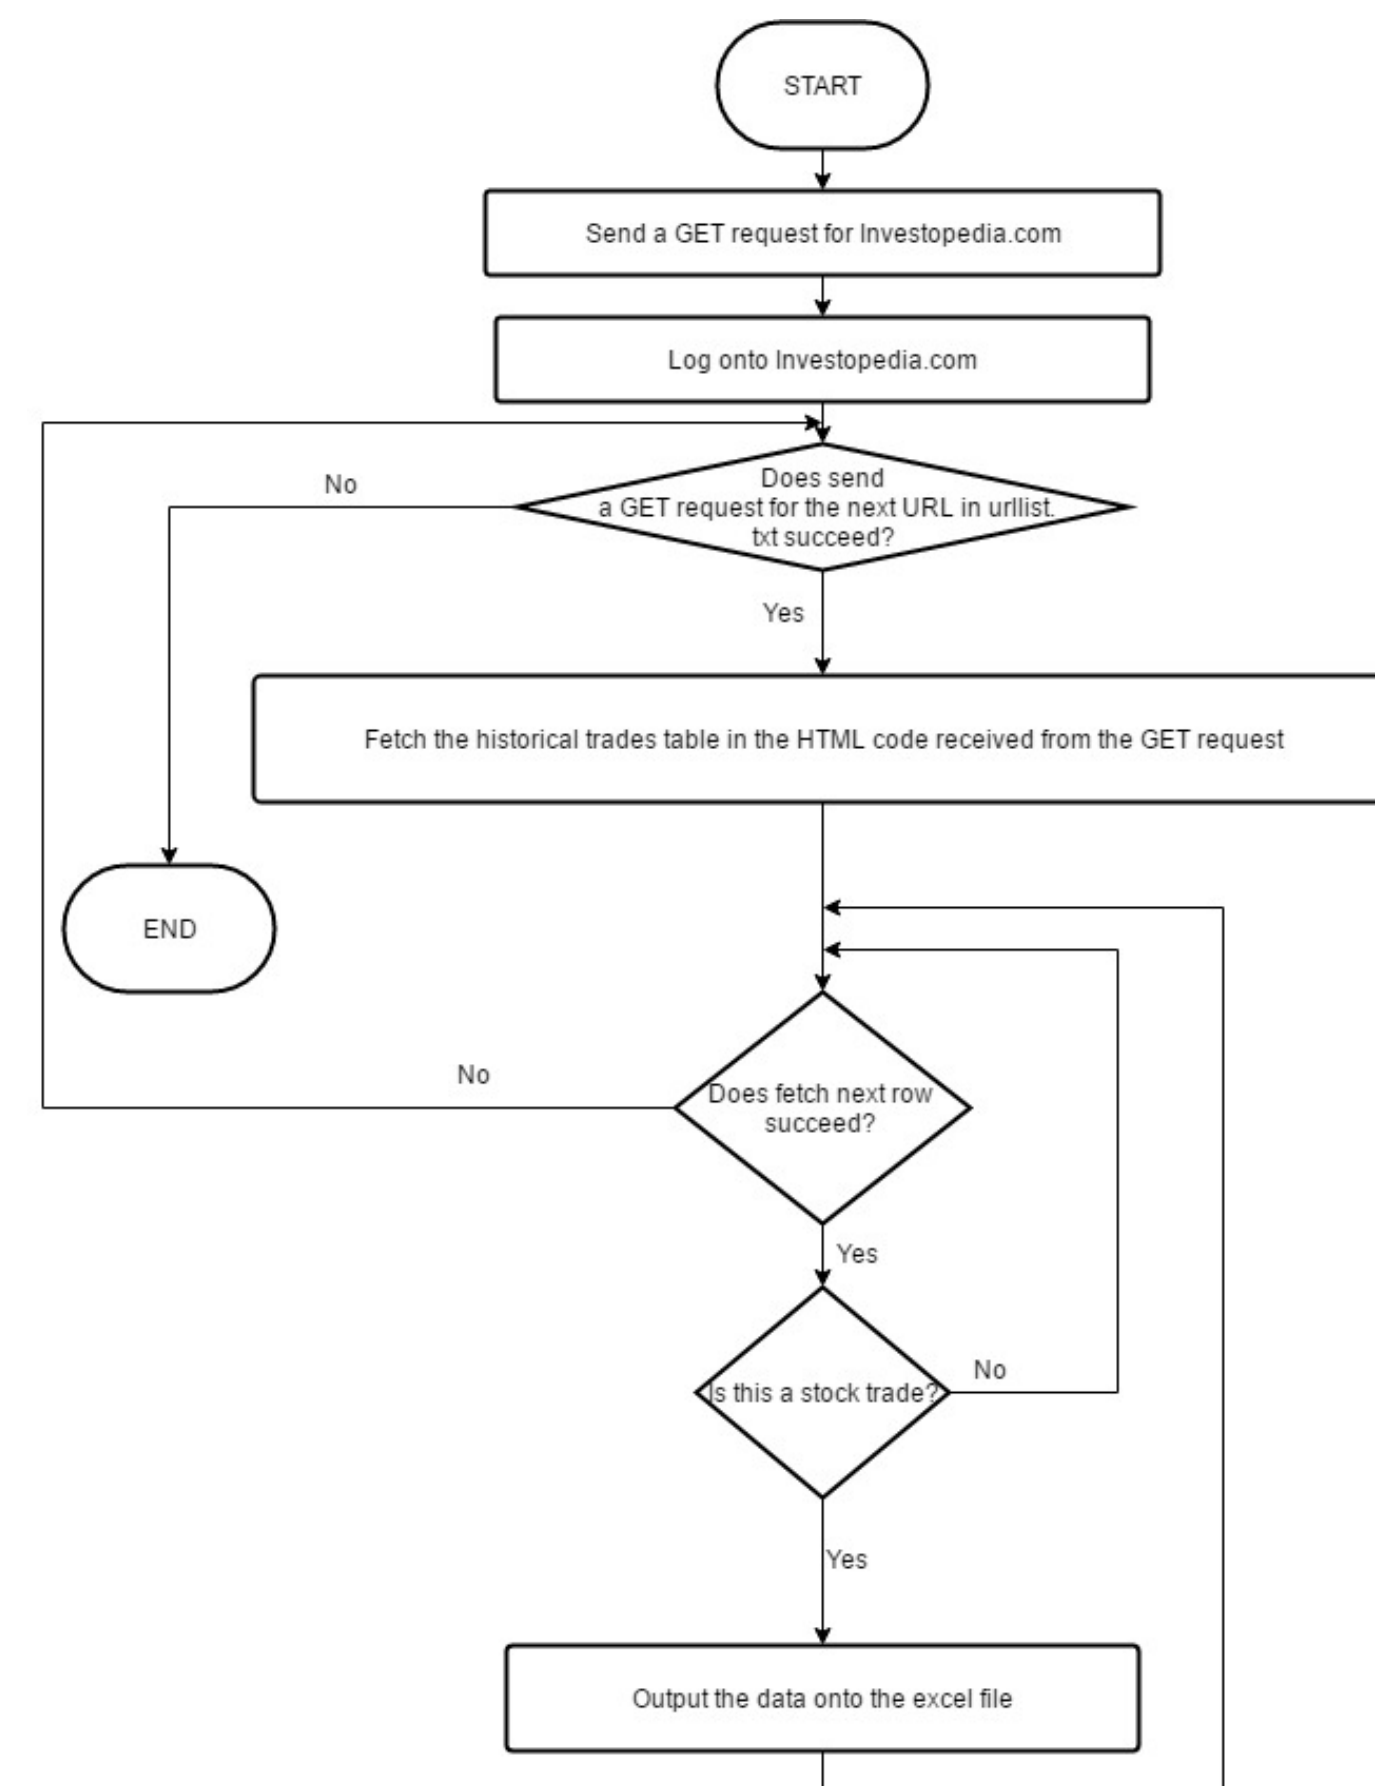 START
Send a GET request for Investopedia.com
Log onto Investopedia.com
No
Does send
a GET request for the next URL in urllist.
txt succeed?
Yes
Fetch the historical trades table in the HTML code received from the GET request
END
No
Does fetch next row
succeed?
Yes
No
Is this a stock trade?
Yes
Output the data onto the excel file